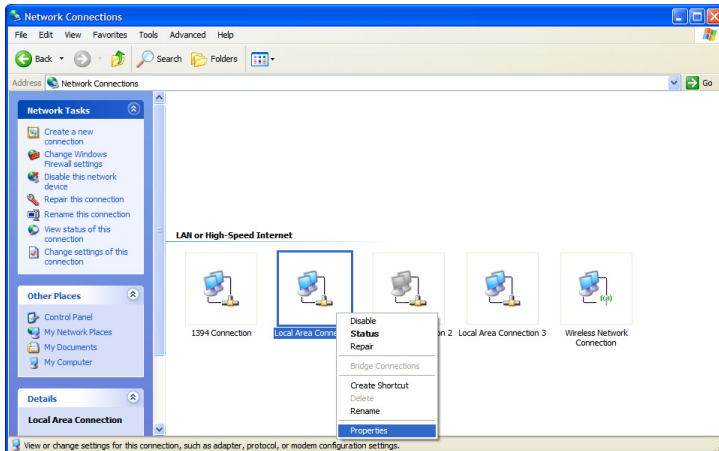 Network Connections
File Edit View Favorites Tools Advanced Help
Back Search Folders
Address Network Connections Go
Network Tasks
Create a new
connection
Change Windows
Firewall settings
Disable this network
device
Repair this connection
Rename this connection
View status of this
connection
Change settings of this
connection
Other Places
Control Panel
My Network Places
My Documents
My Computer
Details
Local Area Connection
LAN or High-Speed Internet
1394 Connection
Local Area Conne
n 2
Local Area Connection 3
Wireless Network
Connection
Disable
Status
Repair
Bridge Connections
Create Shortcut
Delete
Rename
Properties
View or change settings for this connection, such as adapter, protocol, or modem configuration settings.